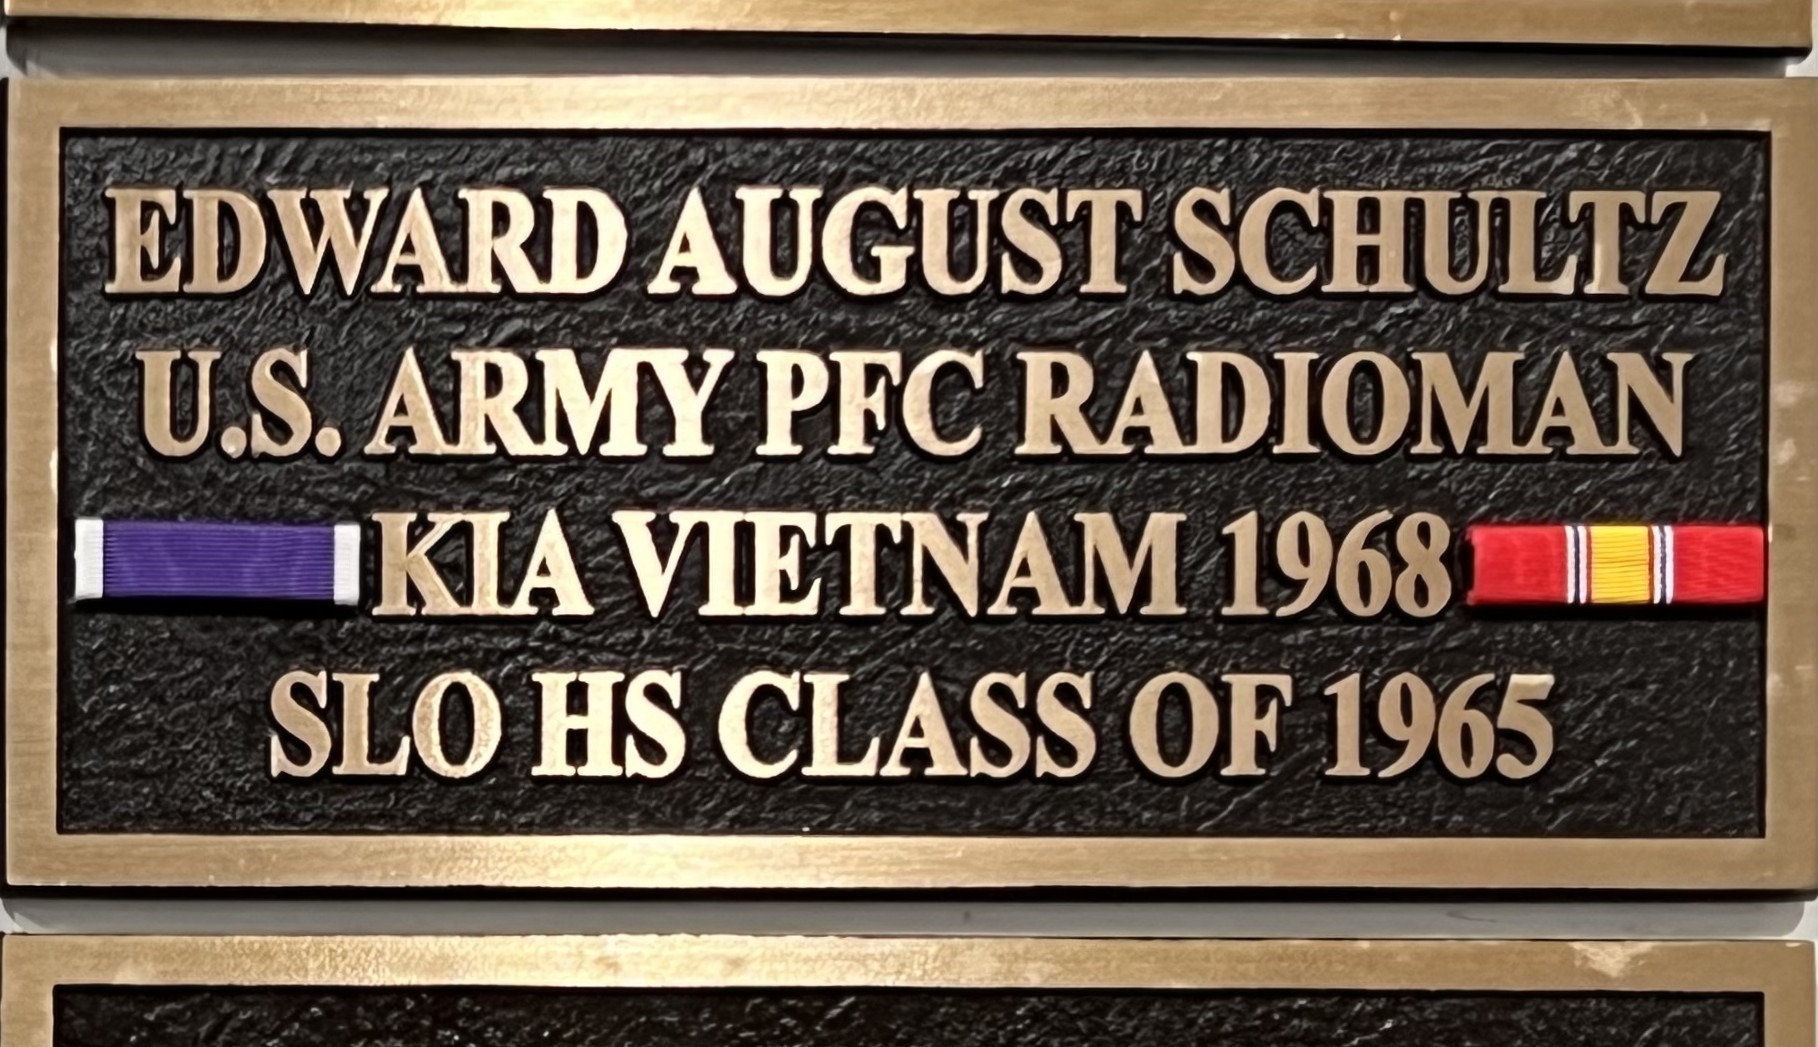 EDWARD AUGUST SCHULTZ
U.S. ARMY PFC RADIOMAN
KIA VIETNAM 1968
SLO HS CLASS OF 1965